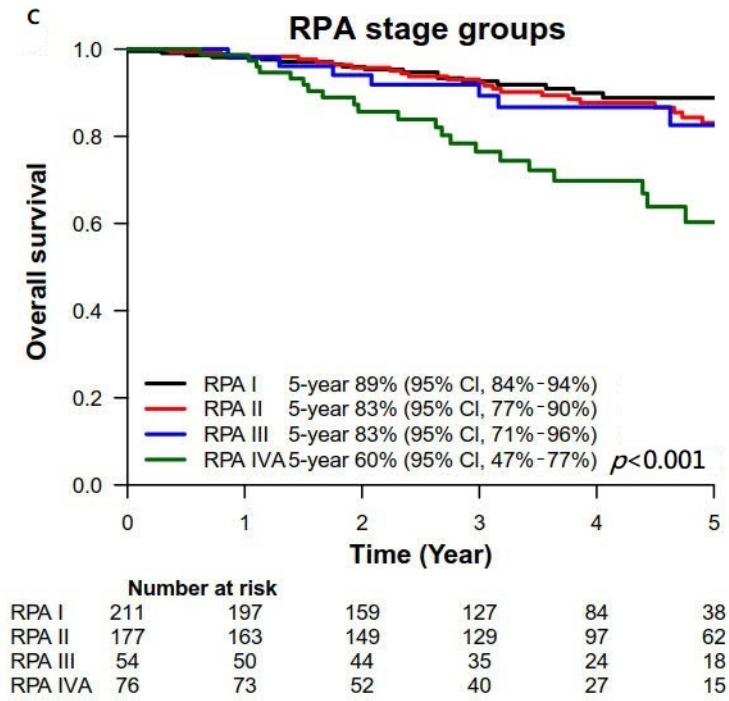 C
RPA stage groups
Overall survival
1.0
0.8
0.6
0.4
0.2
0.0
RPA I 5-year 89% (95% CI, 84%-94%)
RPA II 5-year 83% (95% CI, 77%-90%)
RPA III 5-year 83% (95% CI, 71%-96%)
RPA IVA 5-year 60% (95% CI, 47%-77%)
p<0.001
0 1 2 3 4 5
Time (Year)
Number at risk
RPA I 211 197 159 127 84 38
RPA II 177 163 149 129 97 62
RPA III 54 50 44 35 24 18
RPA IVA 76 73 52 40 27 15